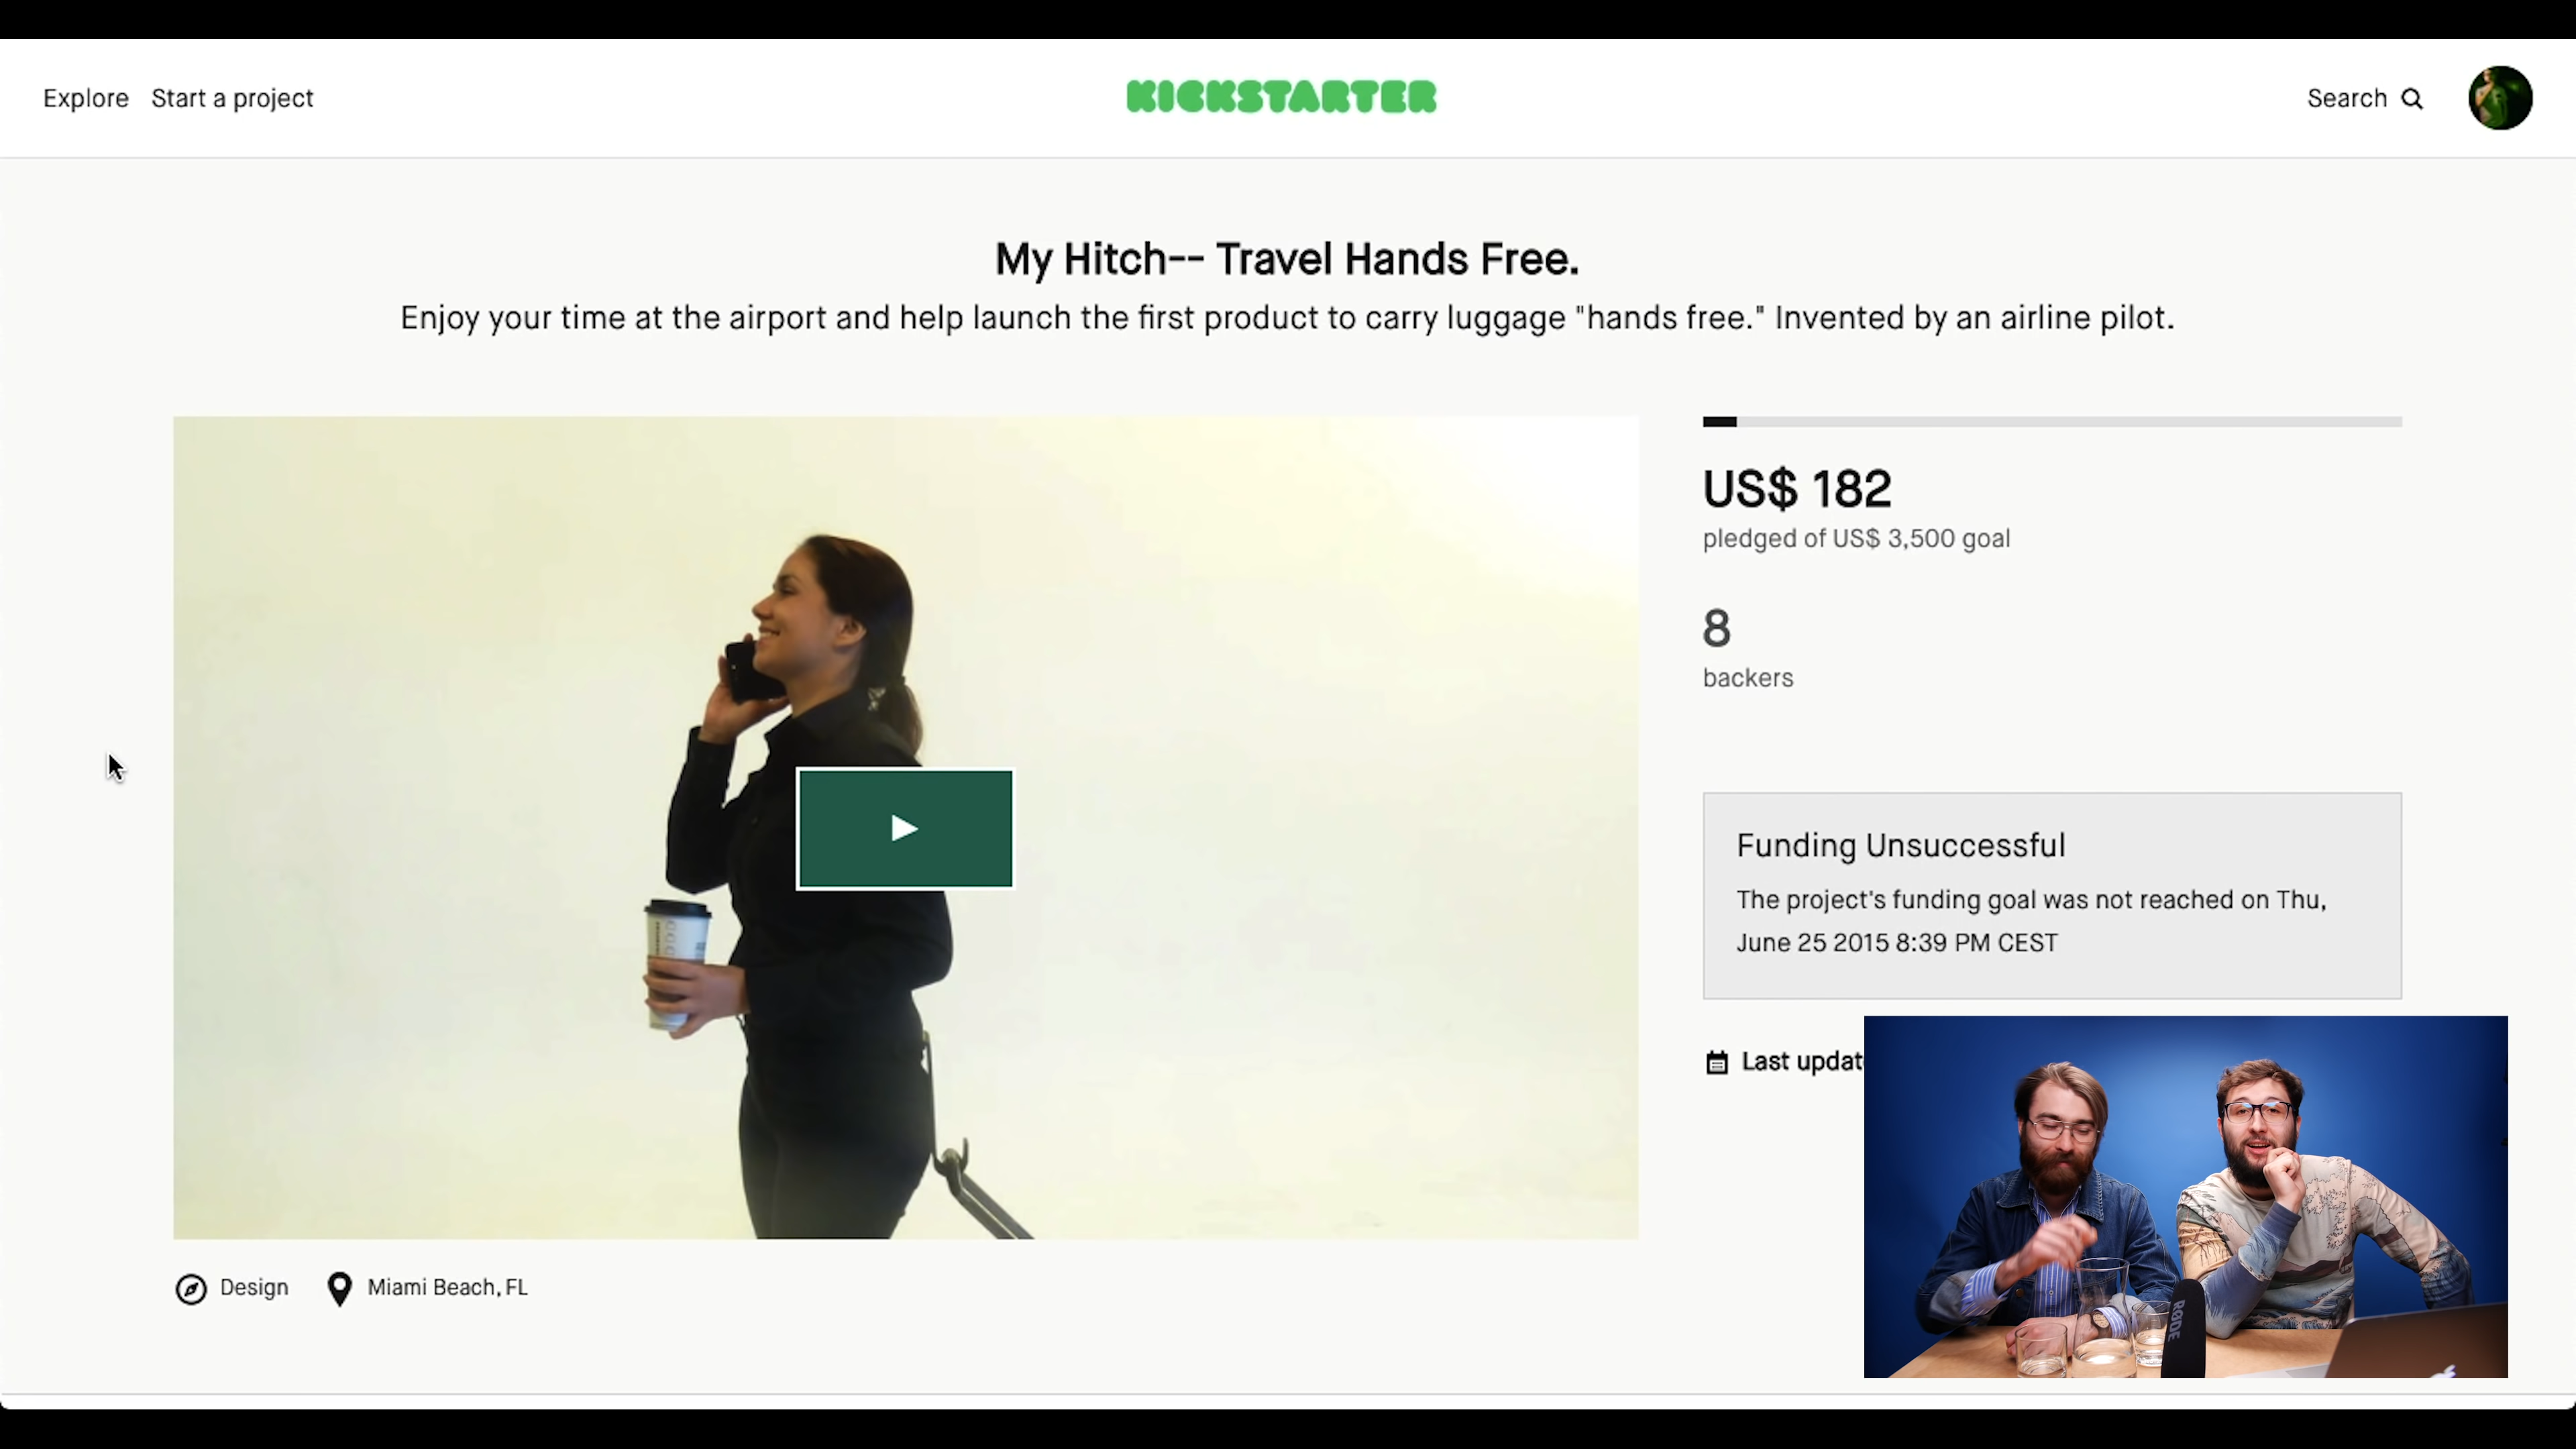 Explore Start a project
KICKSTARTER
Search
My Hitch-- Travel Hands Free.
Enjoy your time at the airport and help launch the first product to carry luggage "hands free." Invented by an airline pilot.
US$ 182
pledged of US$ 3,500 goal
8
backers
Funding Unsuccessful
The project's funding goal was not reached on Thu,
June 25 2015 8:39 PM CEST
Last updat
Design
Miami Beach, FL
RØDE